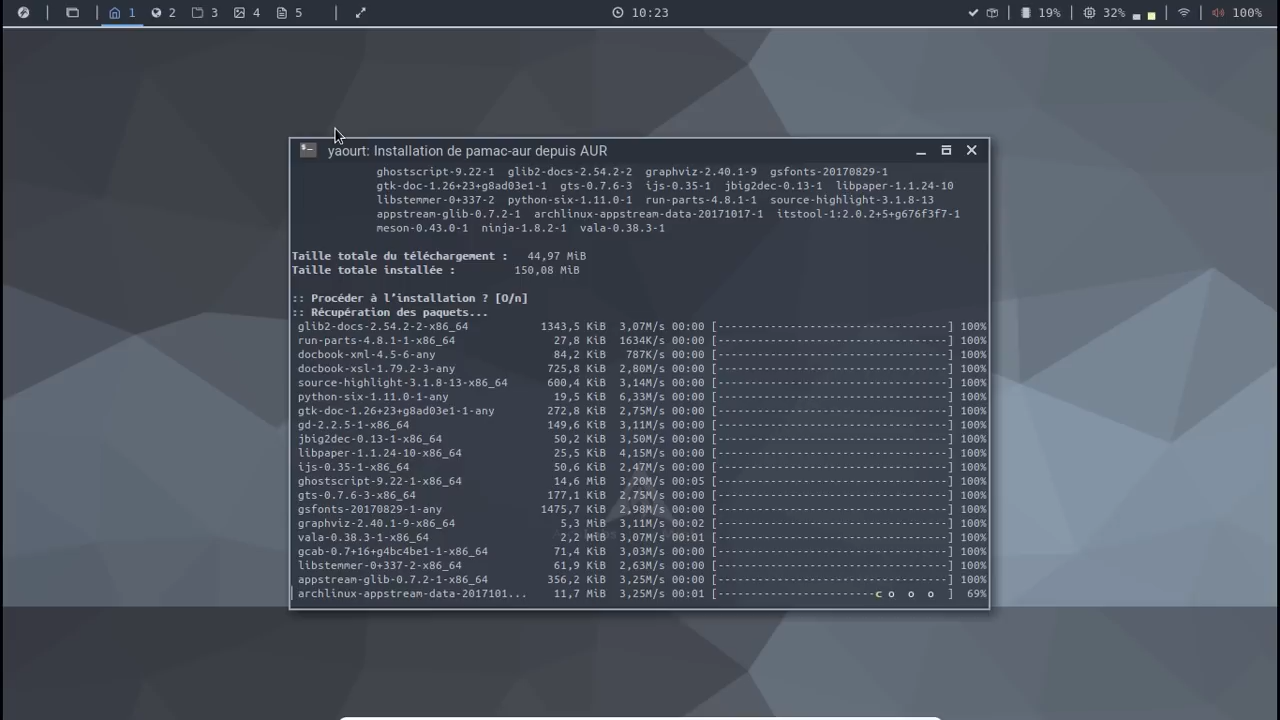 1 2 3 4 5 10:23 19% 32% 100%
yaourt: Installation de pamac-aur depuis AUR
ghostscript-9.22-1 glib2-docs-2.54.2-2 graphviz-2.40.1-9 gsfonts-20170829-1
gtk-doc-1.26+23+g8ad03e1-1 gts-0.7.6-3 ijs-0.35-1 jbig2dec-0.13-1 libpaper-1.1.24-10
libstemmer-0+337-2 python-six-1.11.0-1 run-parts-4.8.1-1 source-highlight-3.1.8-13
appstream-glib-0.7.2-1 archlinux-appstream-data-20171017-1 itstool-1:2.0.2+5+g676f3f7-1
meson-0.43.0-1 ninja-1.8.2-1 vala-0.38.3-1
Taille totale du téléchargement : 44,97 MiB
Taille totale installée : 150,08 MiB
:: Procéder à l’installation ? [O/n]
:: Récupération des paquets...
glib2-docs-2.54.2-2-x86_64 1343,5 KiB 3,07M/s 00:00 [-----------------------------------] 100%
run-parts-4.8.1-1-x86_64 27,8 KiB 1634K/s 00:00 [-----------------------------------] 100%
docbook-xml-4.5-6-any 84,2 KiB 787K/s 00:00 [-----------------------------------] 100%
docbook-xsl-1.79.2-3-any 725,8 KiB 2,80M/s 00:00 [-----------------------------------] 100%
source-highlight-3.1.8-13-x86_64 600,4 KiB 3,14M/s 00:00 [-----------------------------------] 100%
python-six-1.11.0-1-any 19,5 KiB 6,33M/s 00:00 [-----------------------------------] 100%
gtk-doc-1.26+23+g8ad03e1-1-any 272,8 KiB 2,75M/s 00:00 [-----------------------------------] 100%
gd-2.2.5-1-x86_64 149,6 KiB 3,11M/s 00:00 [-----------------------------------] 100%
jbig2dec-0.13-1-x86_64 50,2 KiB 3,50M/s 00:00 [-----------------------------------] 100%
libpaper-1.1.24-10-x86_64 25,5 KiB 4,15M/s 00:00 [-----------------------------------] 100%
ijs-0.35-1-x86_64 50,6 KiB 2,47M/s 00:00 [-----------------------------------] 100%
ghostscript-9.22-1-x86_64 14,6 MiB 3,20M/s 00:05 [-----------------------------------] 100%
gts-0.7.6-3-x86_64 177,1 KiB 2,75M/s 00:00 [-----------------------------------] 100%
gsfonts-20170829-1-any 1475,7 KiB 2,98M/s 00:00 [-----------------------------------] 100%
graphviz-2.40.1-9-x86_64 5,3 MiB 3,11M/s 00:02 [-----------------------------------] 100%
vala-0.38.3-1-x86_64 2,2 MiB 3,07M/s 00:01 [-----------------------------------] 100%
gcab-0.7+16+g4bc4be1-1-x86_64 71,4 KiB 3,03M/s 00:00 [-----------------------------------] 100%
libstemmer-0+337-2-x86_64 61,9 KiB 2,63M/s 00:00 [-----------------------------------] 100%
appstream-glib-0.7.2-1-x86_64 356,2 KiB 3,25M/s 00:00 [-----------------------------------] 100%
archlinux-appstream-data-2017101... 11,7 MiB 3,25M/s 00:01 [------------------------c o  o  o  ] 69%